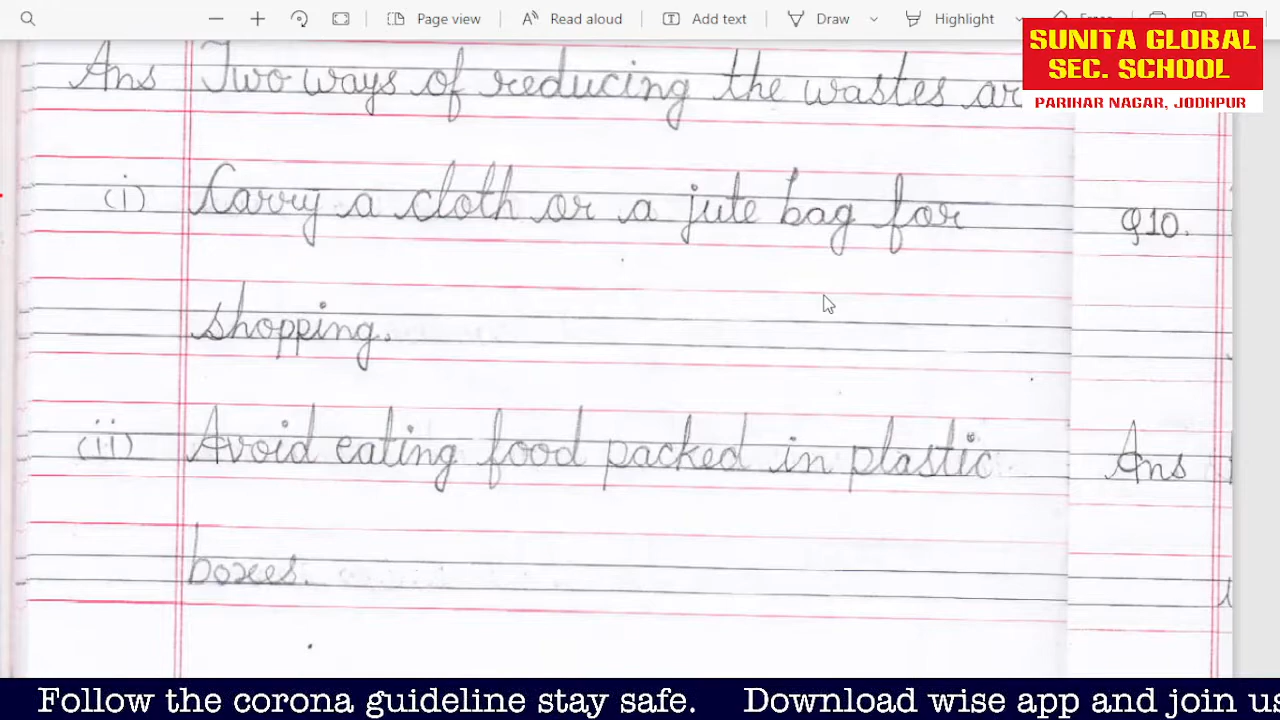 Page view
Read aloud
Add text
Draw
Highlight
SUNITA GLOBAL
SEC. SCHOOL
PARIHAR NAGAR, JODHPUR
Ans Two ways of reducing the wastes ar
(i) Carry a cloth or a jute bag for
shopping.
(ii) Avoid eating food packed in plastic
boxes.
Q10.
Ans
Follow the corona guideline stay safe. Download wise app and join us